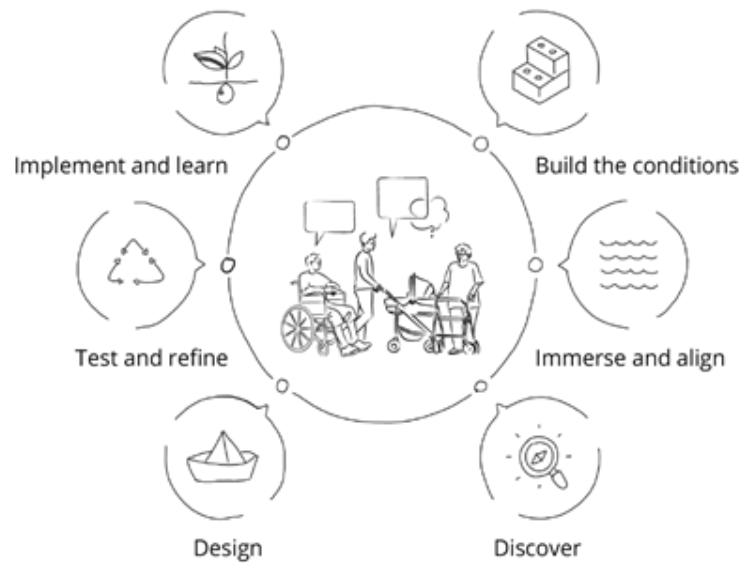 Implement and learn
Build the conditions
Test and refine
Immerse and align
Design
Discover
?